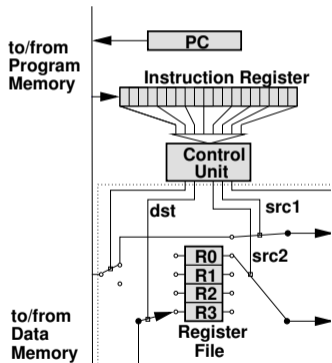 to/from
Program
Memory
PC
Instruction Register
Control
Unit
dst
src1
src2
R0
R1
R2
R3
Register
File
to/from
Data
Memory